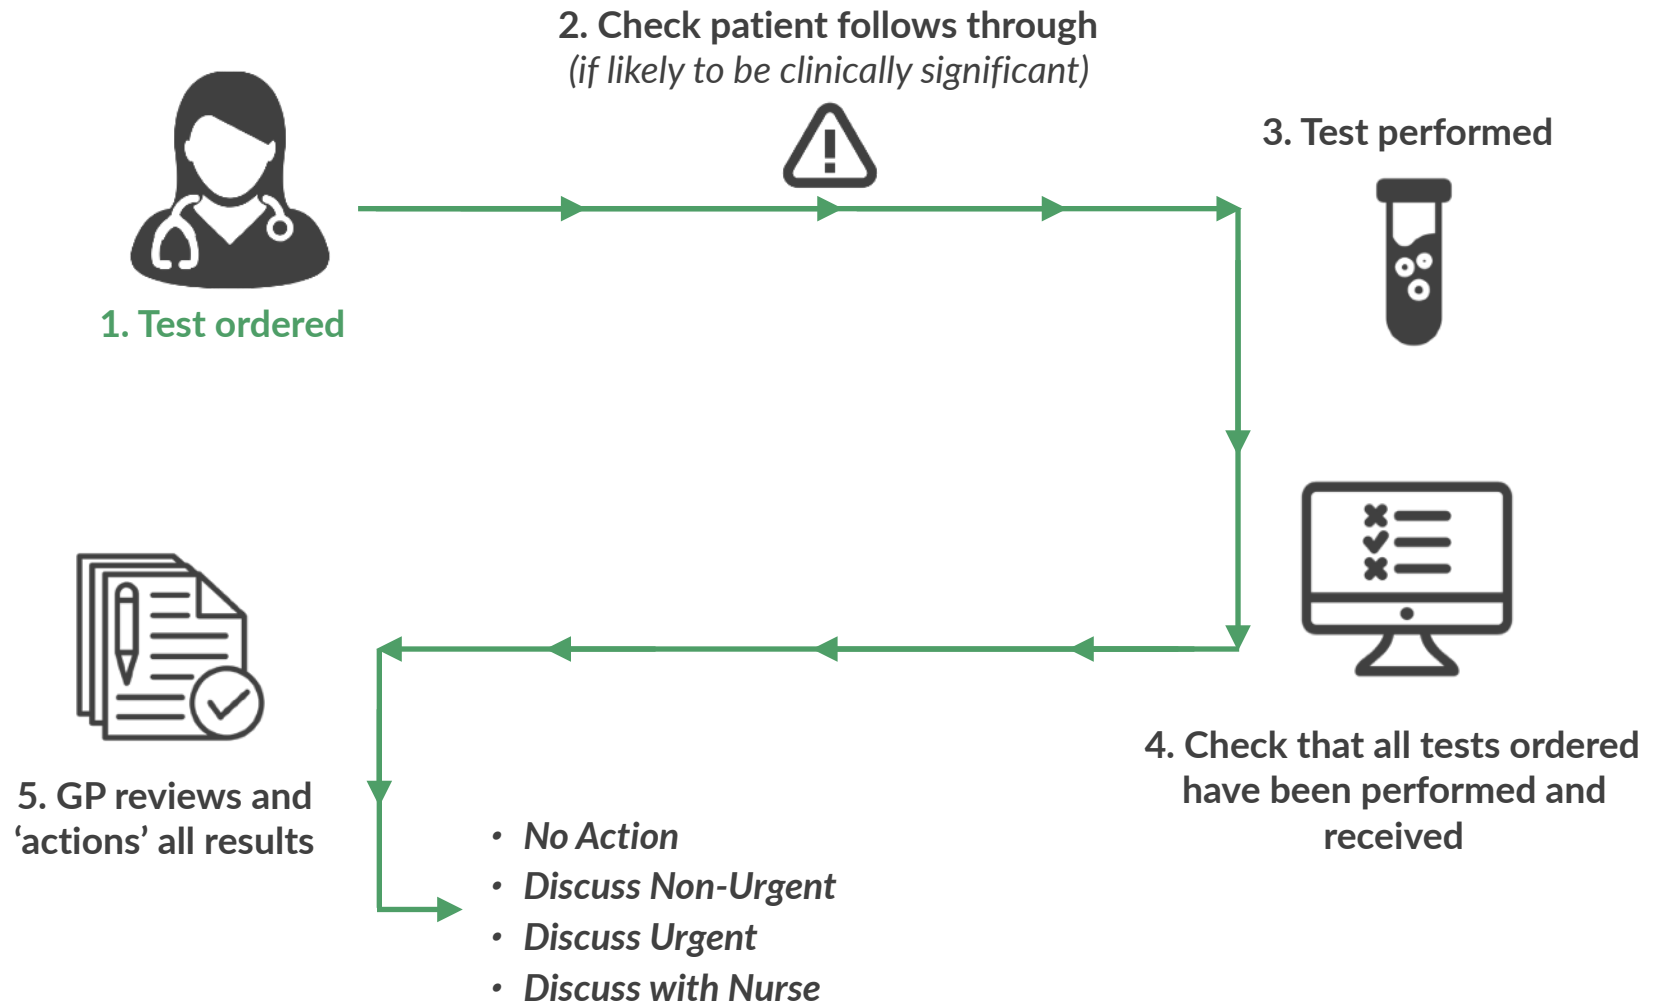 2. Check patient follows through
(if likely to be clinically significant)
3. Test performed
1. Test ordered
4. Check that all tests ordered
have been performed and
received
5. GP reviews and
‘actions’ all results
• No Action
• Discuss Non-Urgent
• Discuss Urgent
• Discuss with Nurse